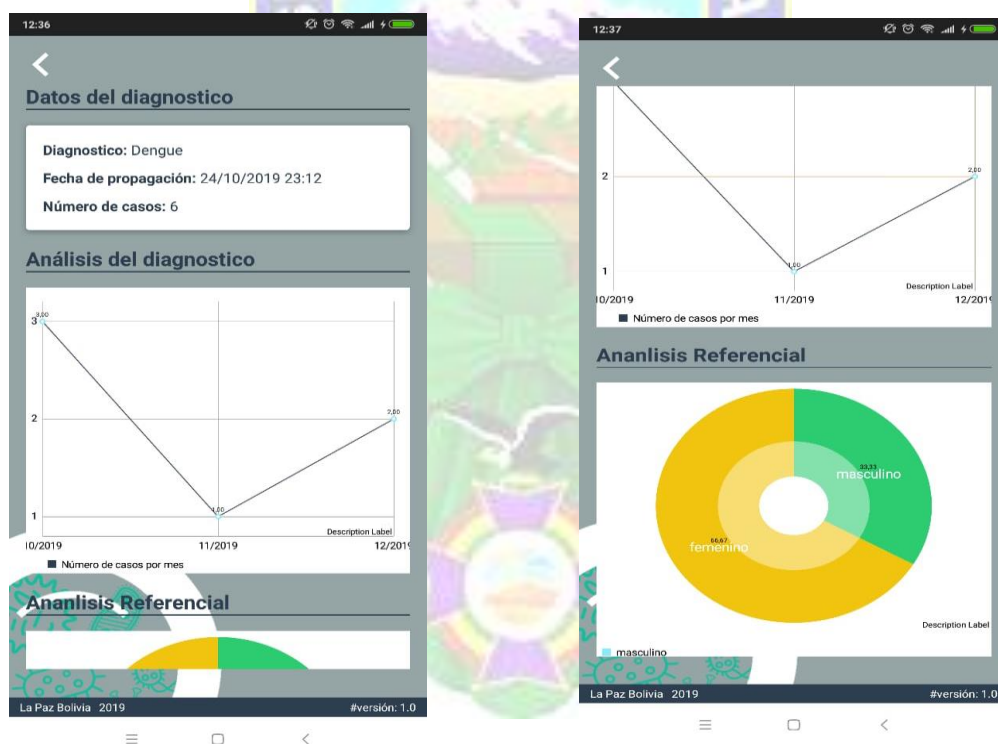 12:36
Datos del diagnostico
Diagnostico: Dengue
Fecha de propagación: 24/10/2019 23:12
Número de casos: 6
Análisis del diagnostico
3
3,00
2
2,00
1
1,00
Description Label
10/2019 11/2019 12/2019
Número de casos por mes
Ananlisis Referencial
La Paz Bolivia 2019 #versión: 1.0
12:37
2
2,00
1
1,00
Description Label
10/2019 11/2019 12/2019
Número de casos por mes
Ananlisis Referencial
33,33
masculino
66,67
femenino
Description Label
masculino
La Paz Bolivia 2019 #versión: 1.0